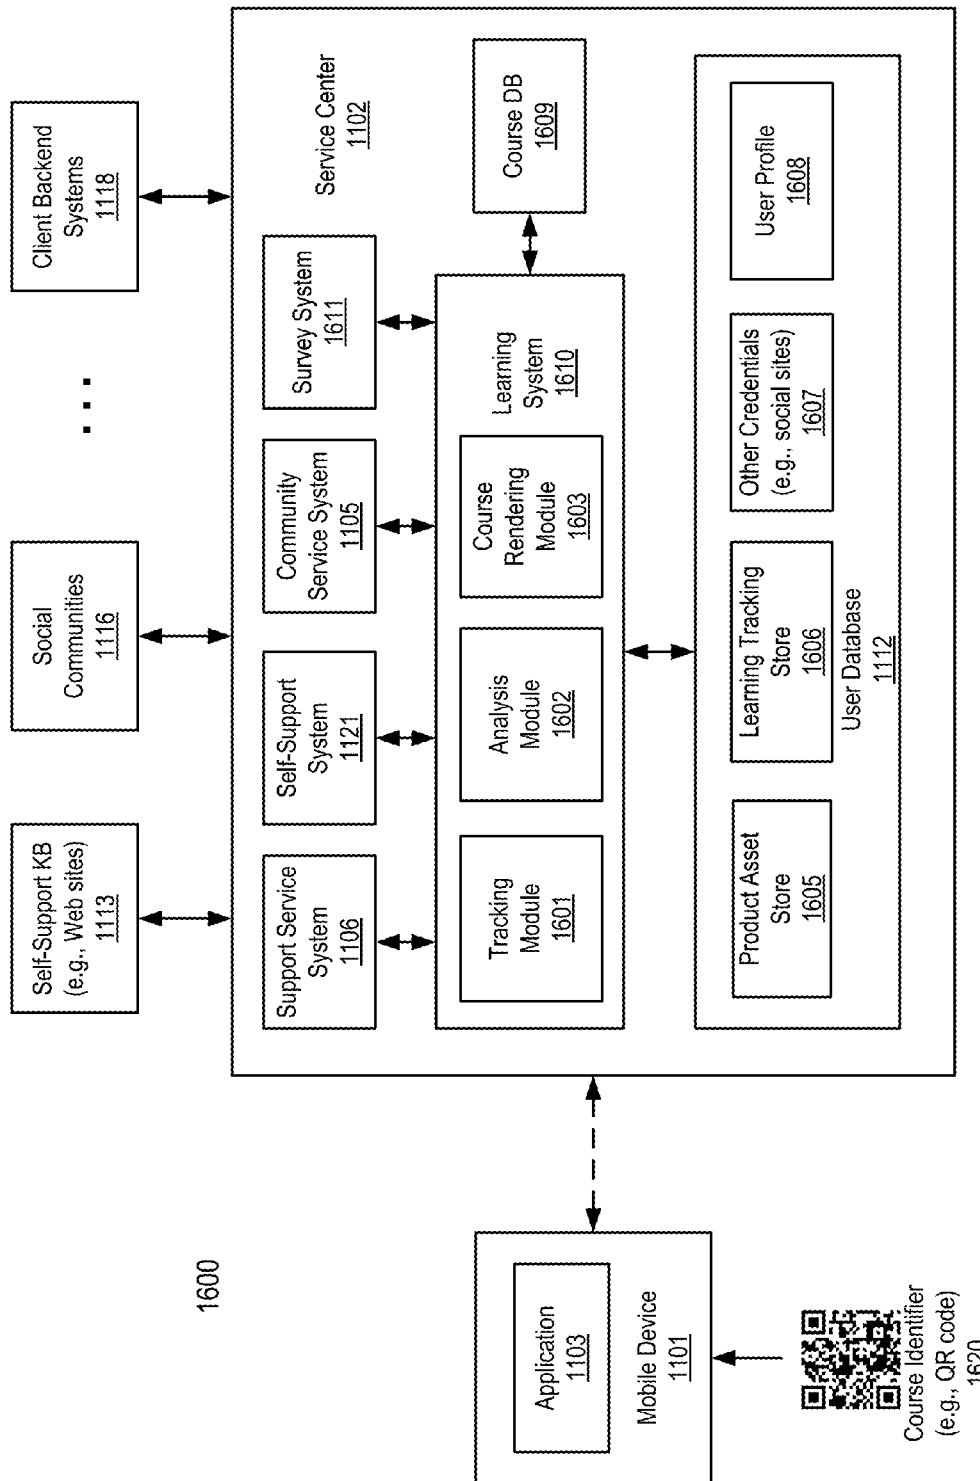 Self-Support KB
(e.g., Web sites)
1113
Social
Communities
1116
. . .
Client Backend
Systems
1118
1600
Service Center
1102
Support Service
System
1106
Self-Support
System
1121
Community
Service System
1105
Survey System
1611
Tracking
Module
1601
Analysis
Module
1602
Course
Rendering
Module
1603
Learning
System
1610
Course DB
1609
Application
1103
Mobile Device
1101
Product Asset
Store
1605
Learning Tracking
Store
1606
Other Credentials
(e.g., social sites)
1607
User Profile
1608
User Database
1112
Course Identifier
(e.g., QR code)
1620